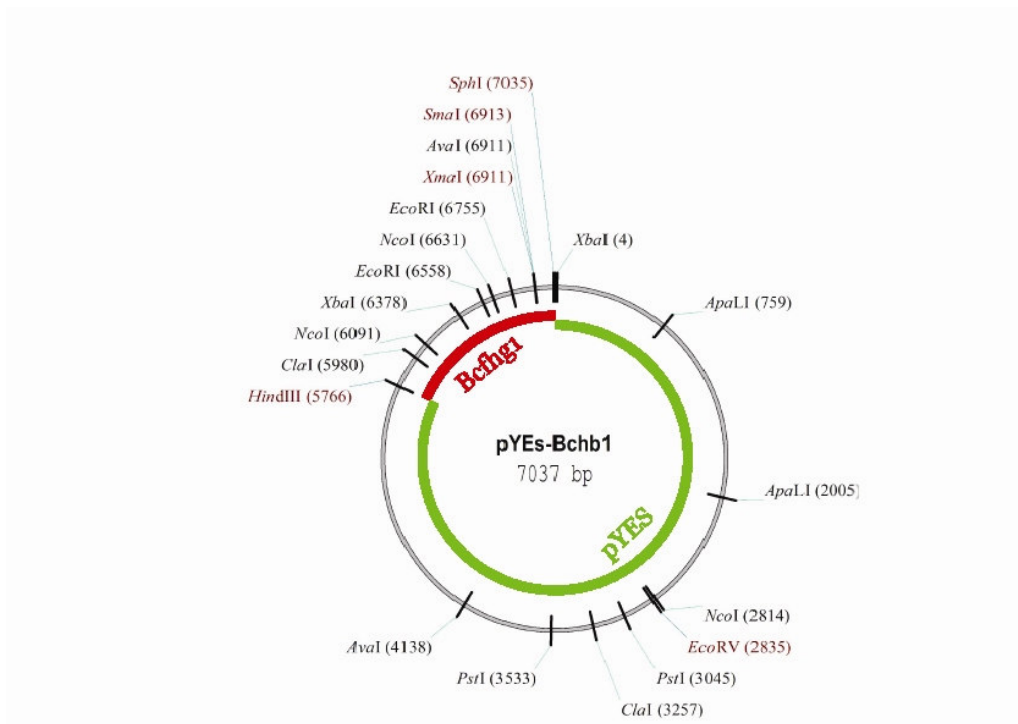 SphI (7035)
SmaI (6913)
AvaI (6911)
XmaI (6911)
EcoRI (6755)
NcoI (6631)
XbaI (4)
EcoRI (6558)
XbaI (6378)
ApaLI (759)
NcoI (6091)
ClaI (5980)
HindIII (5766)
Bcfhg1
pYEs-Bchb1
7037 bp
ApaLI (2005)
pYES
NcoI (2814)
AvaI (4138)
EcoRV (2835)
PstI (3533)
PstI (3045)
ClaI (3257)